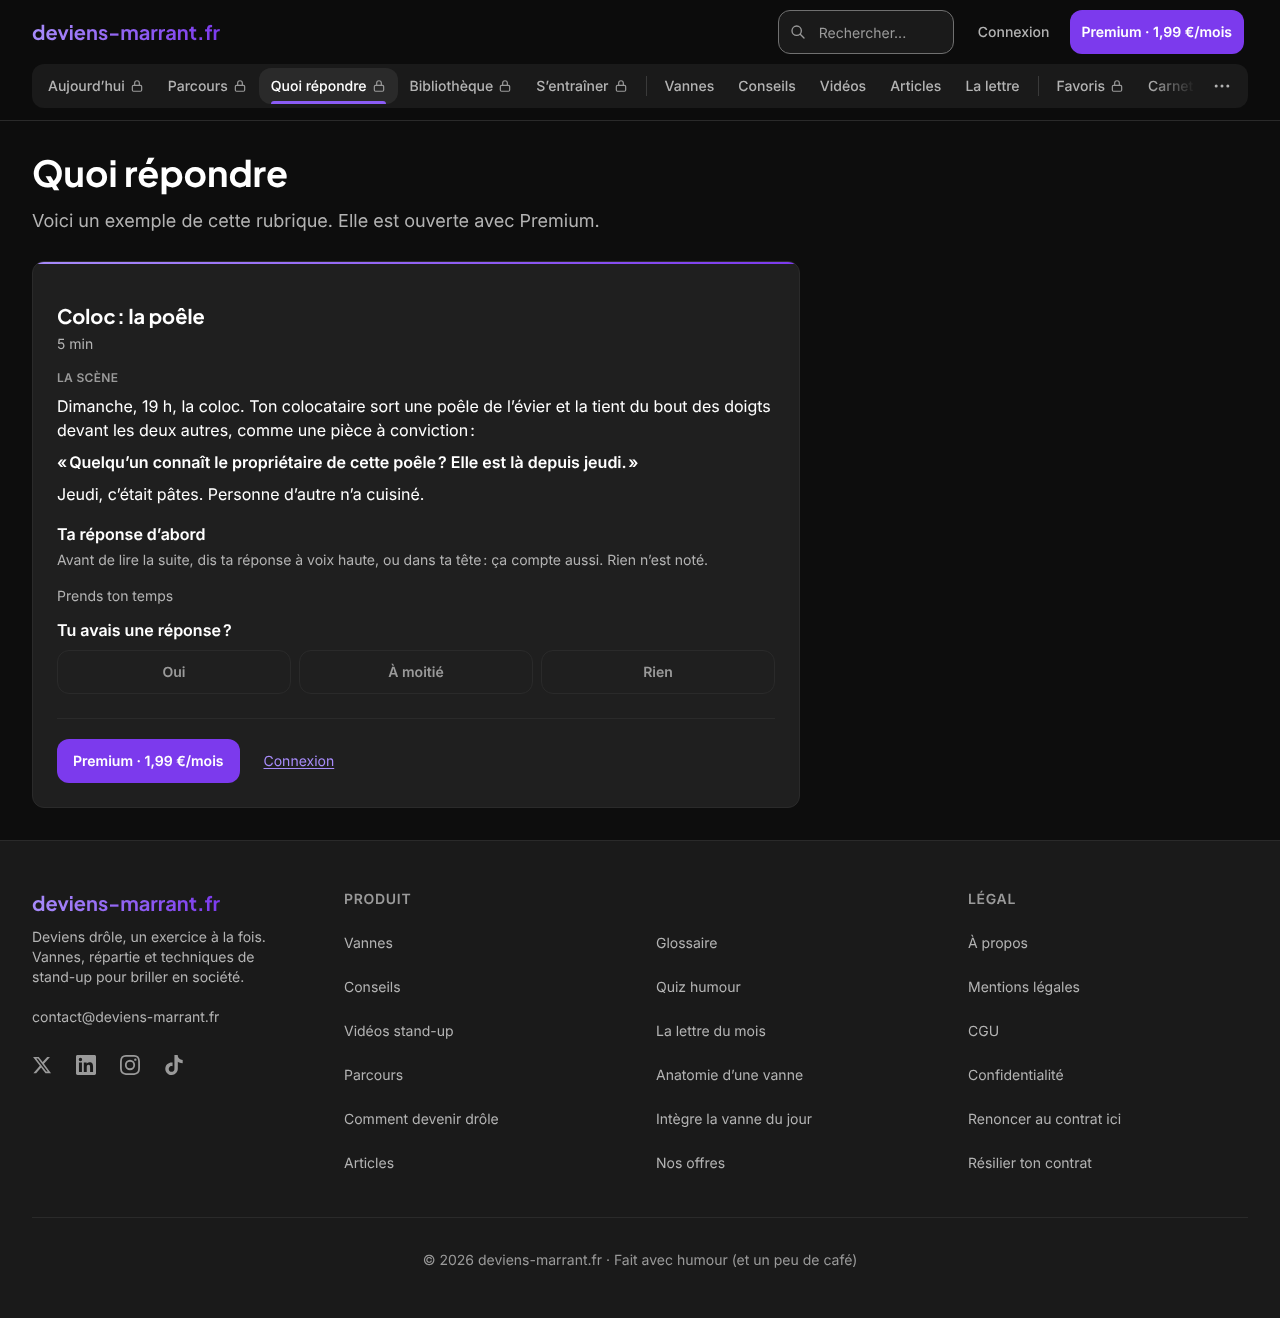 deviens-marrant.fr
Rechercher...
Connexion
Premium · 1,99 €/mois
Aujourd’hui
Parcours
Quoi répondre
Bibliothèque
S’entraîner
Vannes
Conseils
Vidéos
Articles
La lettre
Favoris
Carnet
Quoi répondre
Voici un exemple de cette rubrique. Elle est ouverte avec Premium.
Coloc : la poêle
5 min
LA SCÈNE
Dimanche, 19 h, la coloc. Ton colocataire sort une poêle de l’évier et la tient du bout des doigts
devant les deux autres, comme une pièce à conviction :
« Quelqu’un connaît le propriétaire de cette poêle ? Elle est là depuis jeudi. »
Jeudi, c’était pâtes. Personne d’autre n’a cuisiné.
Ta réponse d’abord
Avant de lire la suite, dis ta réponse à voix haute, ou dans ta tête : ça compte aussi. Rien n’est noté.
Prends ton temps
Tu avais une réponse ?
Oui
À moitié
Rien
Premium · 1,99 €/mois
Connexion
deviens-marrant.fr
Deviens drôle, un exercice à la fois.
Vannes, répartie et techniques de
stand-up pour briller en société.
contact@deviens-marrant.fr
PRODUIT
Vannes
Conseils
Vidéos stand-up
Parcours
Comment devenir drôle
Articles
Glossaire
Quiz humour
La lettre du mois
Anatomie d’une vanne
Intègre la vanne du jour
Nos offres
LÉGAL
À propos
Mentions légales
CGU
Confidentialité
Renoncer au contrat ici
Résilier ton contrat
© 2026 deviens-marrant.fr · Fait avec humour (et un peu de café)